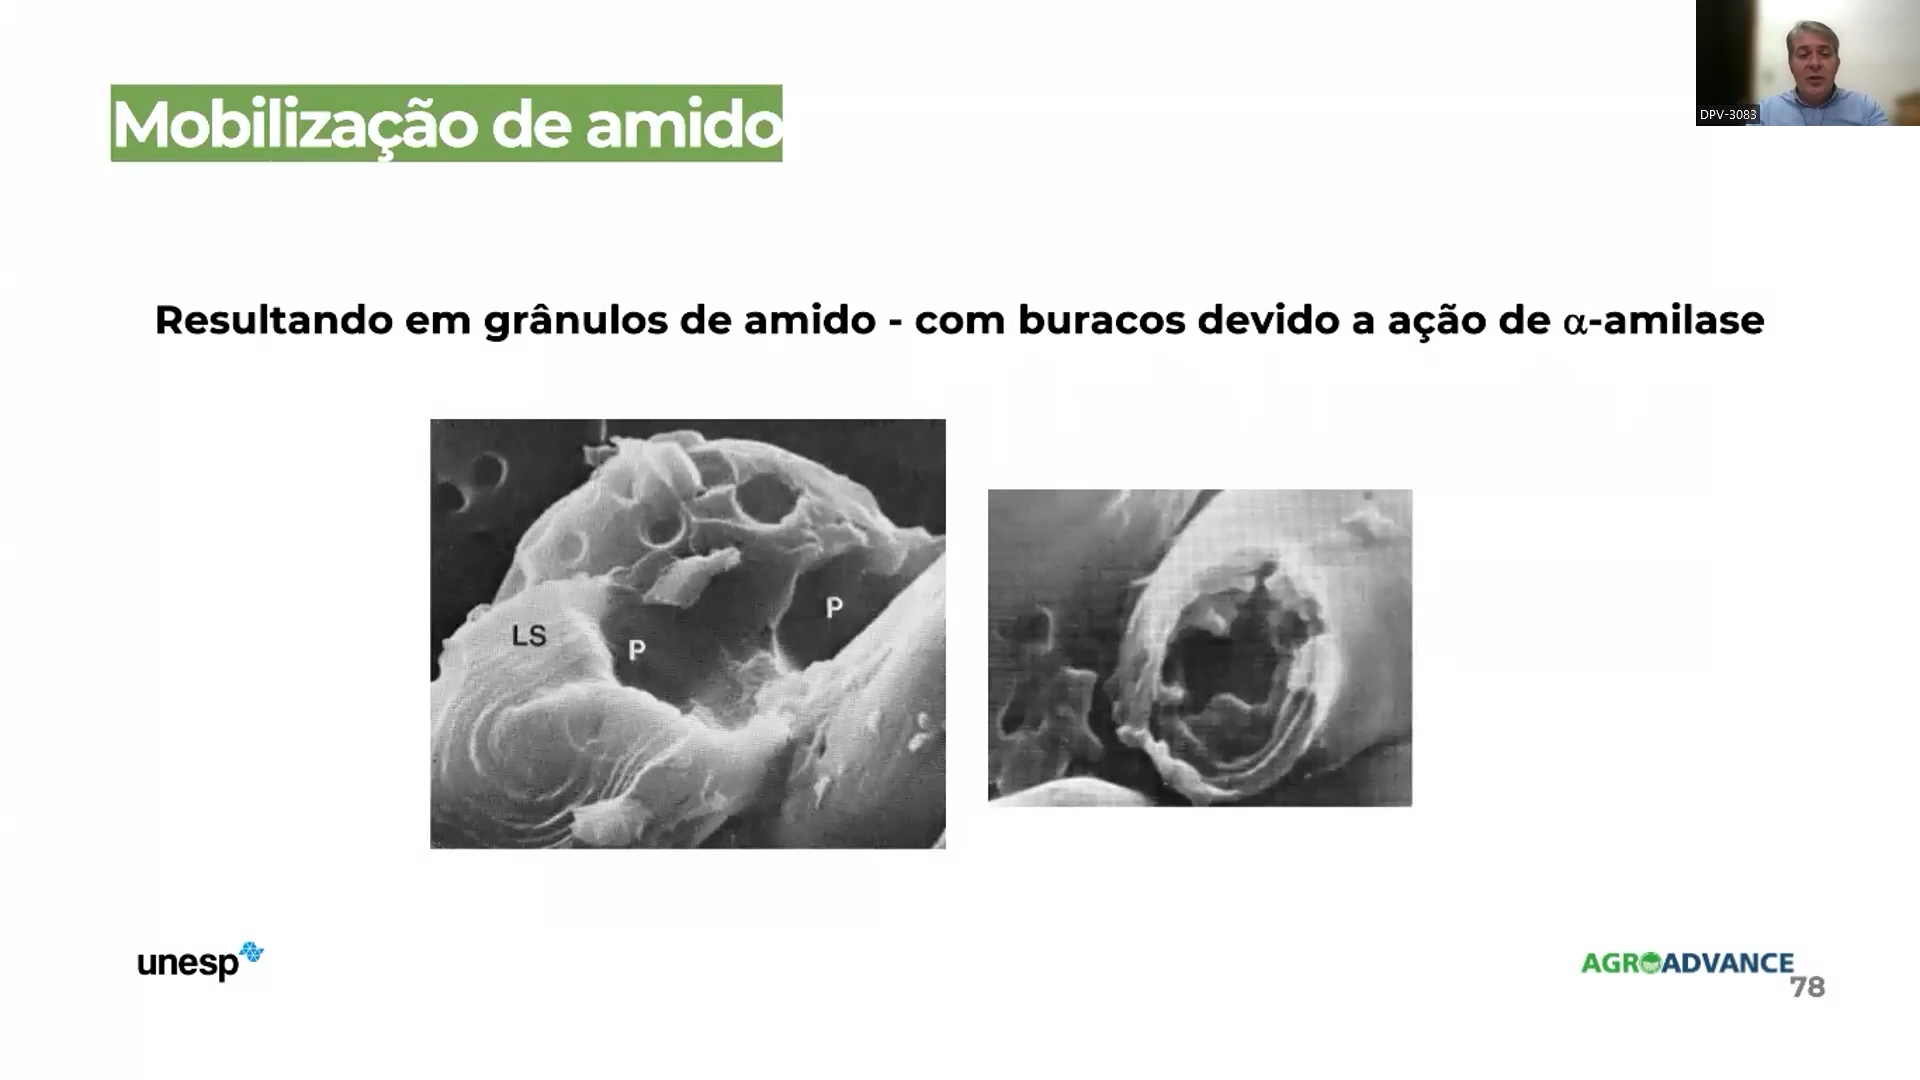 DPV-3083
Mobilização de amido
Resultando em grânulos de amido - com buracos devido a ação de α-amilase
LS
P
P
unesp
AGROADVANCE
78